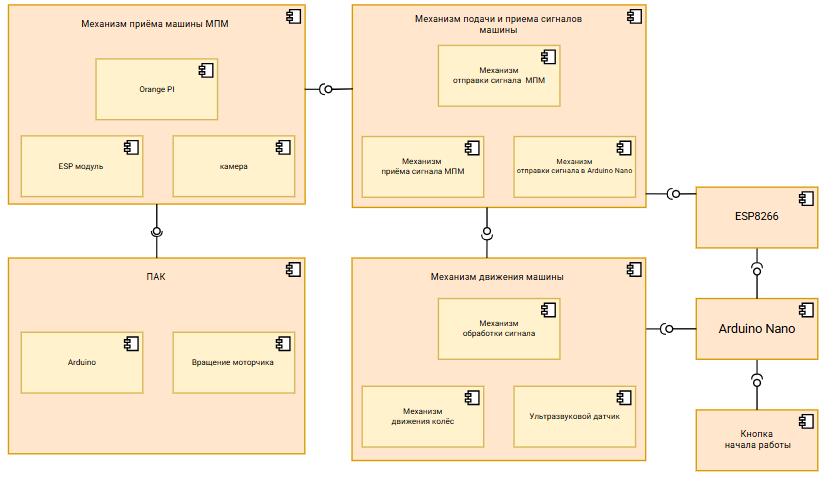 Механизм приёма машины МПМ
Orange PI
ESP модуль
камера
Механизм подачи и приема сигналов
машины
Механизм
отправки сигнала МПМ
Механизм
приёма сигнала МПМ
Механизм
отправки сигнала в Arduino Nano
ESP8266
ПАК
Arduino
Вращение моторчика
Механизм движения машины
Механизм
обработки сигнала
Механизм
движения колёс
Ультразвуковой датчик
Arduino Nano
Кнопка
начала работы